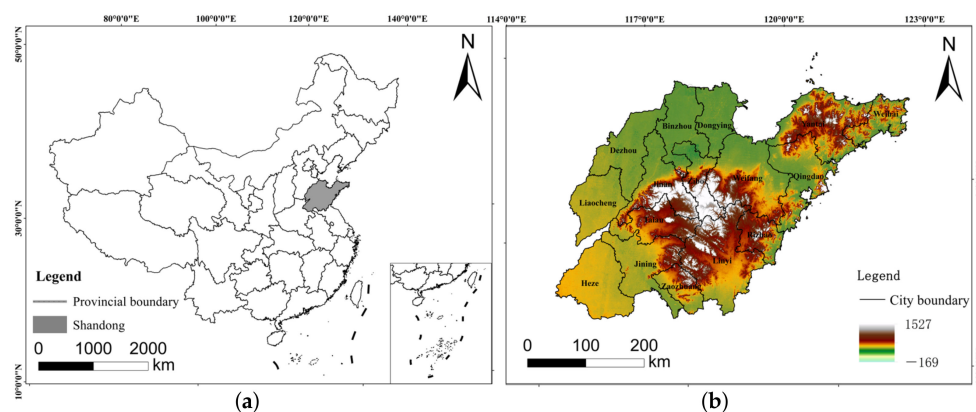 80°0'0"E 100°0'0"E 120°0'0"E 140°0'0"E
50°0'0"N
30°0'0"N
10°0'0"N
N
Legend
Provincial boundary
Shandong
0 1000 2000
km
(a)
114°0'0"E 117°0'0"E 120°0'0"E 123°0'0"E
N
Binzhou
Dongying
Dezhou
Yantai
Weihai
Jinan
Weifang
Qingdao
Liaocheng
Taian
Rizhao
Linyi
Jining
Heze
Zaozhuang
Legend
City boundary
1527
−169
0 100 200
km
(b)